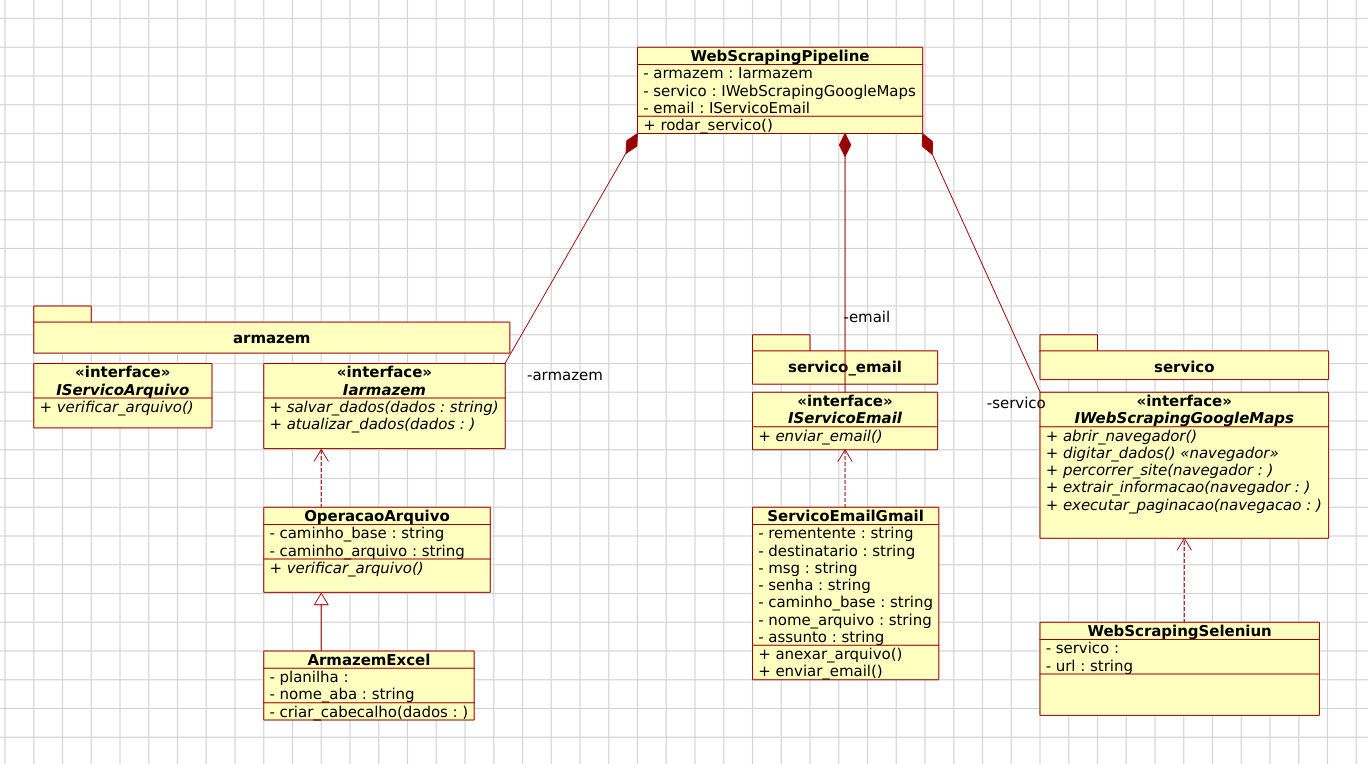 WebScrapingPipeline
- armazem : Iarmazem
- servico : IWebScrapingGoogleMaps
- email : IServicoEmail
+ rodar_servico()
armazem
«interface»
IServicoArquivo
+ verificar_arquivo()
«interface»
Iarmazem
+ salvar_dados(dados : string)
+ atualizar_dados(dados : )
-armazem
OperacaoArquivo
- caminho_base : string
- caminho_arquivo : string
+ verificar_arquivo()
ArmazemExcel
- planilha :
- nome_aba : string
- criar_cabecalho(dados : )
-email
servico_email
«interface»
IServicoEmail
+ enviar_email()
ServicoEmailGmail
- rementente : string
- destinatario : string
- msg : string
- senha : string
- caminho_base : string
- nome_arquivo : string
- assunto : string
+ anexar_arquivo()
+ enviar_email()
servico
-servico
«interface»
IWebScrapingGoogleMaps
+ abrir_navegador()
+ digitar_dados() «navegador»
+ percorrer_site(navegador : )
+ extrair_informacao(navegador : )
+ executar_paginacao(navegacao : )
WebScrapingSeleniun
- servico :
- url : string